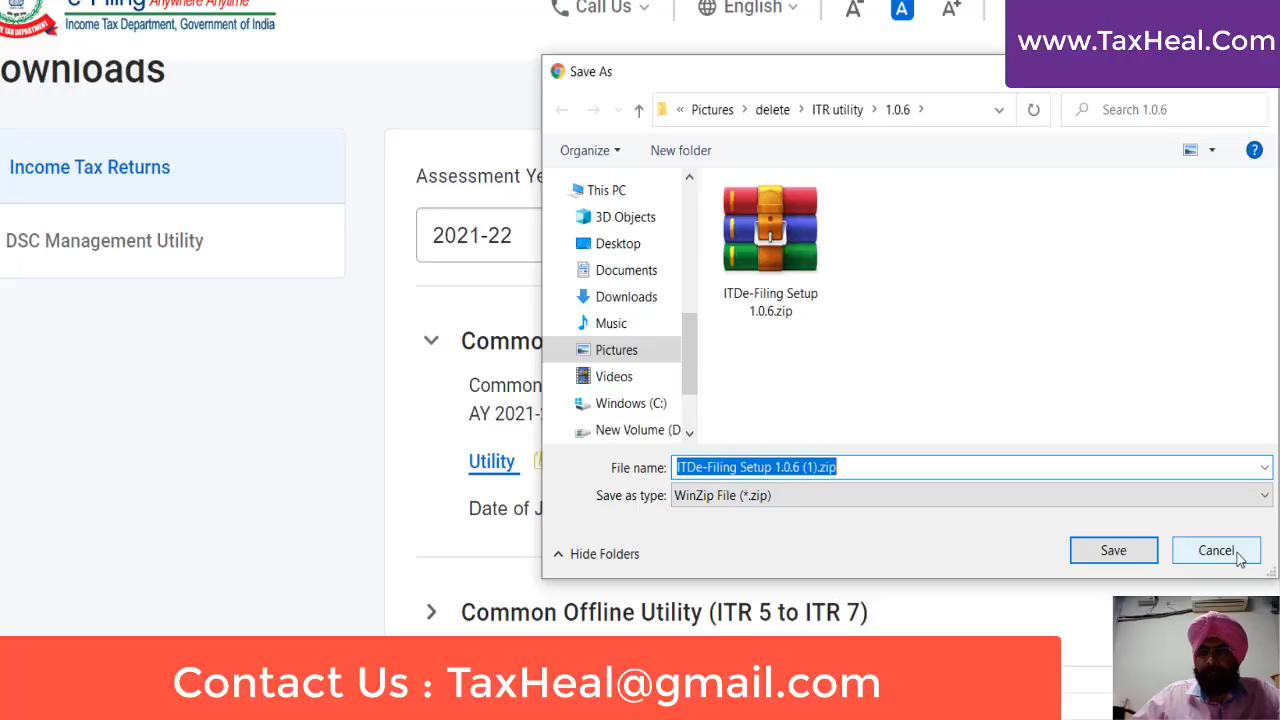 e-Filing Anywhere Anytime
Income Tax Department, Government of India
Call Us
English
A
A
A+
www.TaxHeal.Com
ownloads
Income Tax Returns
DSC Management Utility
Assessment Ye
2021-22
Commo
Common
AY 2021-
Utility
Date of J
Common Offline Utility (ITR 5 to ITR 7)
Save As
« Pictures > delete > ITR utility > 1.0.6 >
Search 1.0.6
Organize
New folder
?
This PC
3D Objects
Desktop
Documents
Downloads
Music
Pictures
Videos
Windows (C:)
New Volume (D
ITDe-Filing Setup
1.0.6.zip
File name: ITDe-Filing Setup 1.0.6 (1).zip
Save as type: WinZip File (*.zip)
Hide Folders
Save
Cancel
Contact Us : TaxHeal@gmail.com